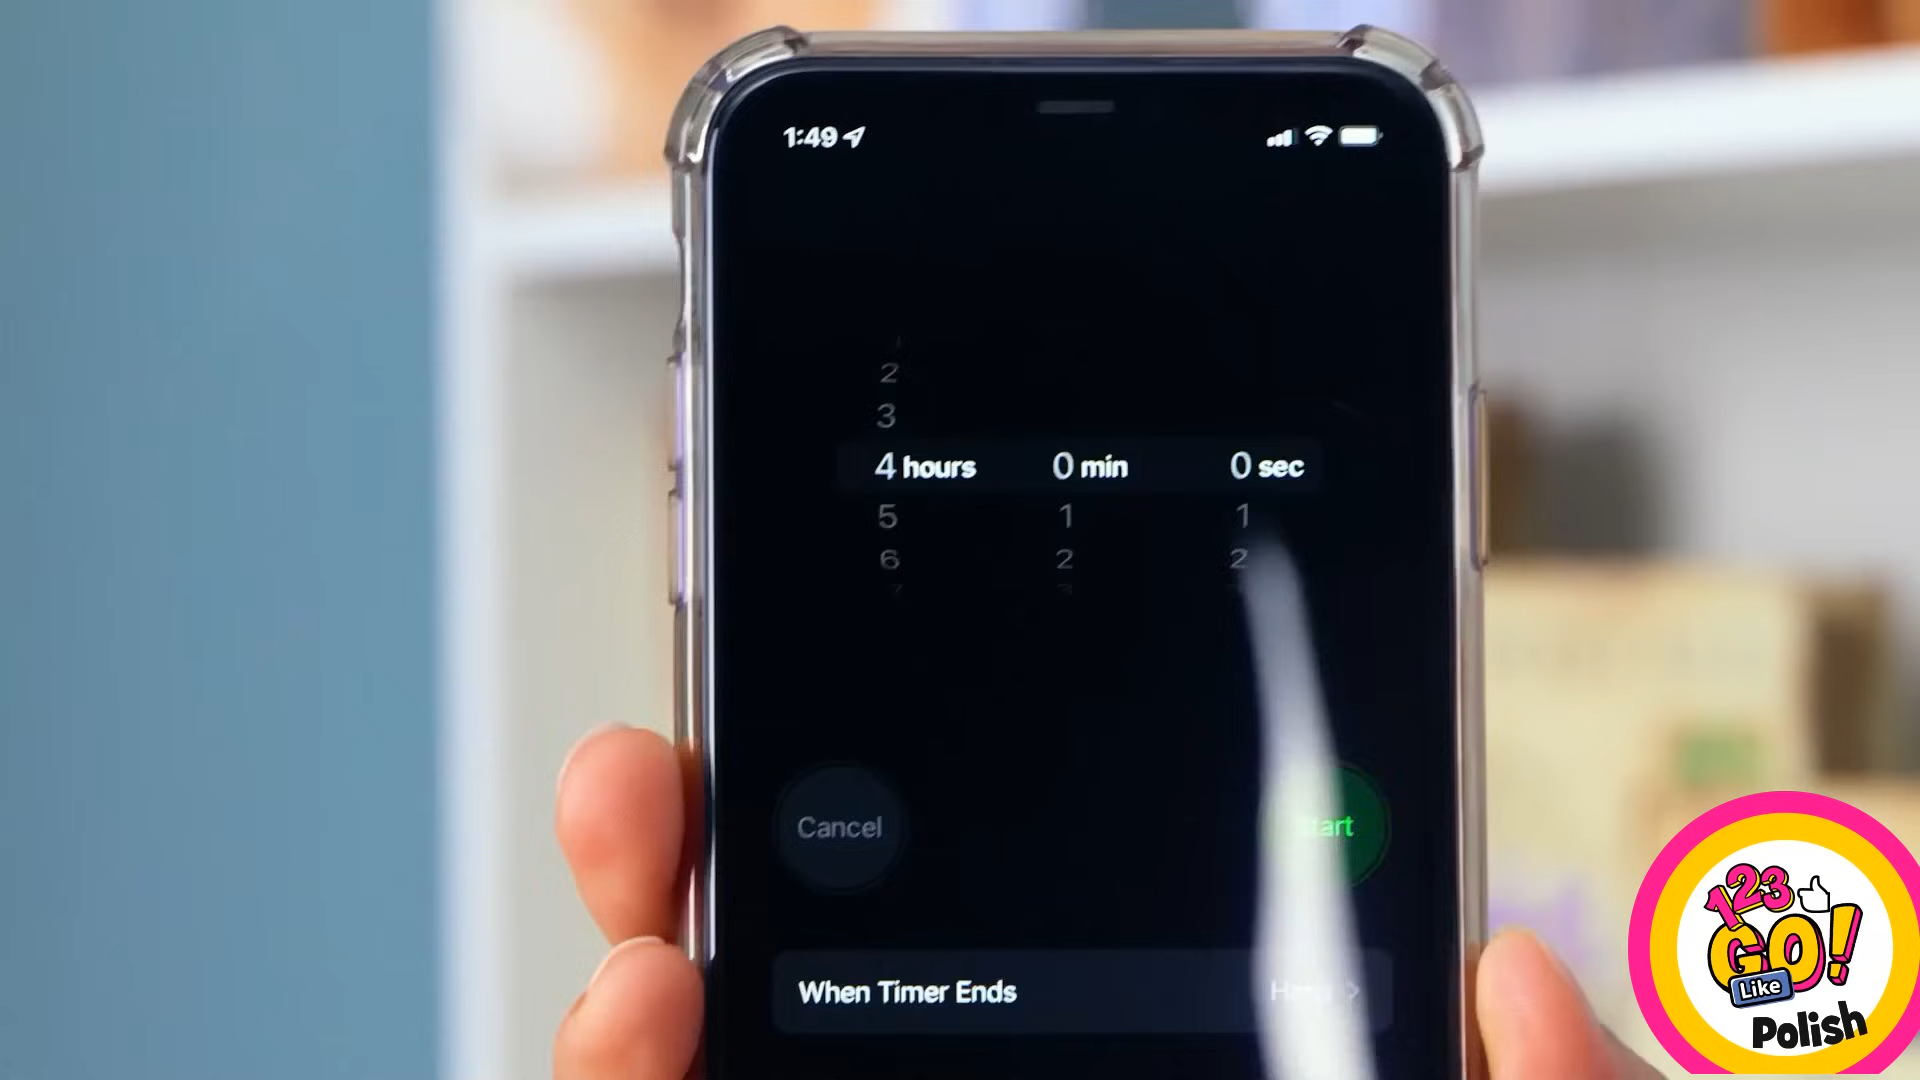 1:49
2
3
4 hours 0 min 0 sec
5 1 1
6 2 2
Cancel
When Timer Ends
123
GO!
Like
Polish